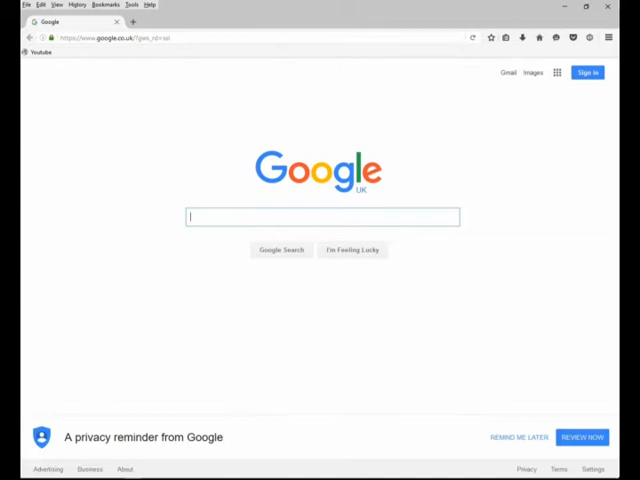 File Edit View History Bookmarks Tools Help
Google
https://www.google.co.uk/?gws_rd=ssl
Youtube
Gmail Images Sign in
Google
UK
Google Search I'm Feeling Lucky
A privacy reminder from Google REMIND ME LATER REVIEW NOW
Advertising Business About Privacy Terms Settings